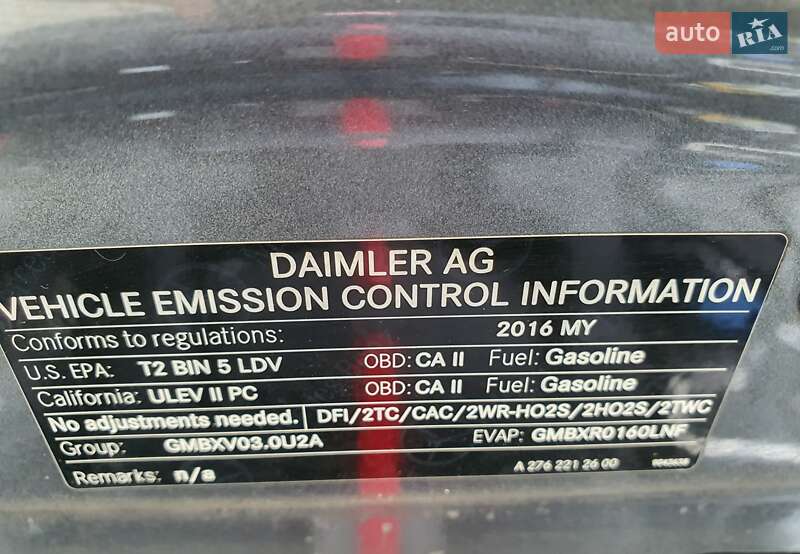 auto RIA.com
DAIMLER AG
VEHICLE EMISSION CONTROL INFORMATION
Conforms to regulations: 2016 MY
U.S. EPA: T2 BIN 5 LDV OBD: CA II Fuel: Gasoline
California: ULEV II PC OBD: CA II Fuel: Gasoline
No adjustments needed. DFI/2TC/CAC/2WR-HO2S/2HO2S/2TWC
Group: GMBXV03.0U2A EVAP: GMBXR0160LNF
Remarks: n/a A 276 221 26 00